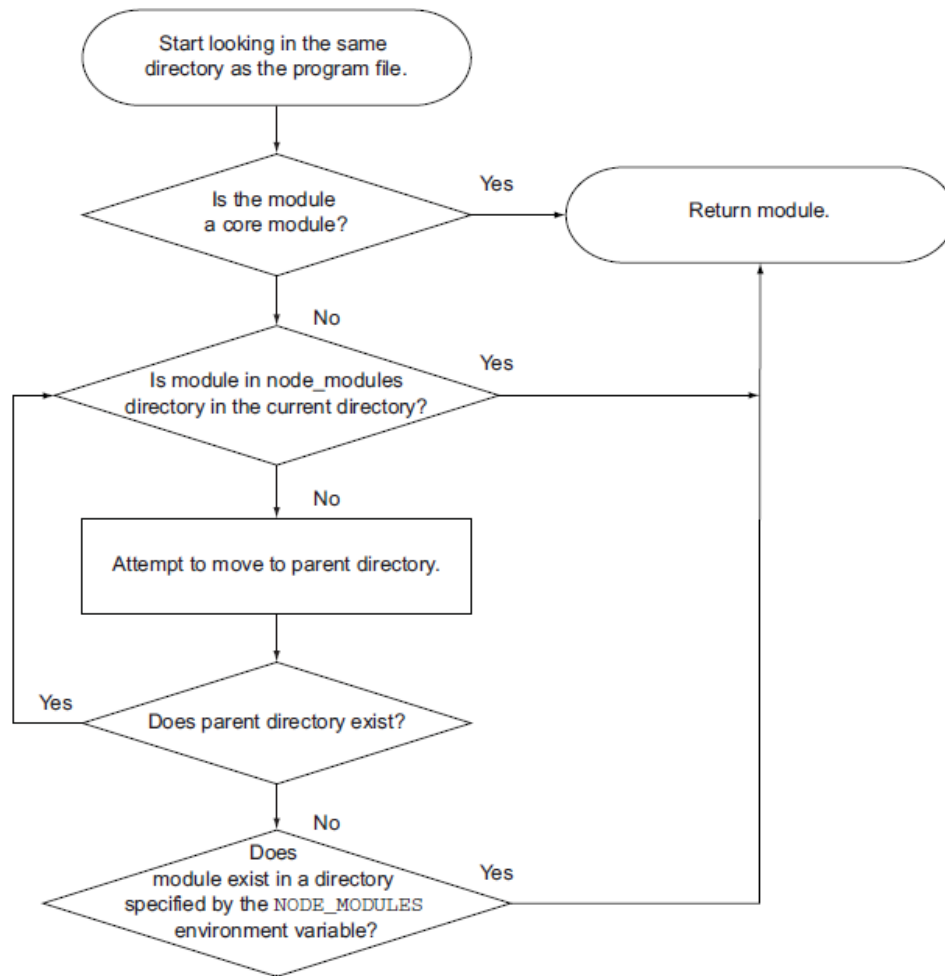 Start looking in the same
directory as the program file.
Yes
Is the module
a core module?
Return module.
No
Yes
Is module in node_modules
directory in the current directory?
No
Attempt to move to parent directory.
Yes
Does parent directory exist?
No
Does
module exist in a directory
specified by the NODE_MODULES
environment variable?
Yes